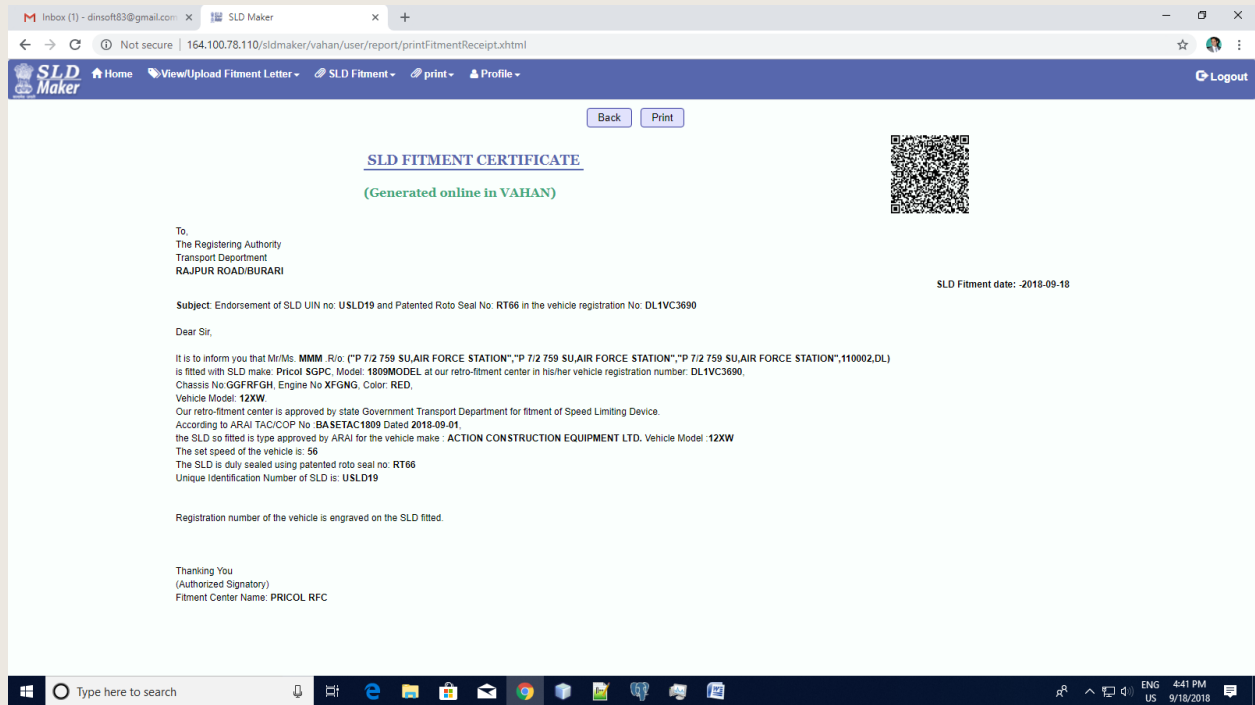 Inbox (1) - dinsoft83@gmail.com
SLD Maker
Not secure | 164.100.78.110/sldmaker/vahan/user/report/printFitmentReceipt.xhtml
SLD Maker
Home
View/Upload Fitment Letter
SLD Fitment
print
Profile
Logout
Back
Print
SLD FITMENT CERTIFICATE
(Generated online in VAHAN)
To,
The Registering Authority
Transport Department
RAJPUR ROAD/BURARI
SLD Fitment date: -2018-09-18
Subject: Endorsement of SLD UIN no: USLD19 and Patented Roto Seal No: RT66 in the vehicle registration No: DL1VC3690
Dear Sir,
It is to inform you that Mr/Ms. MMM .R/o: ("P 7/2 759 SU,AIR FORCE STATION","P 7/2 759 SU,AIR FORCE STATION","P 7/2 759 SU,AIR FORCE STATION",110002,DL)
is fitted with SLD make: Pricol SGPC, Model: 1809MODEL at our retro-fitment center in his/her vehicle registration number: DL1VC3690,
Chassis No:GGFRFGH, Engine No XFGNG, Color: RED,
Vehicle Model: 12XW.
Our retro-fitment center is approved by state Government Transport Department for fitment of Speed Limiting Device.
According to ARAI TAC/COP No :BASETAC1809 Dated 2018-09-01,
the SLD so fitted is type approved by ARAI for the vehicle make : ACTION CONSTRUCTION EQUIPMENT LTD. Vehicle Model :12XW
The set speed of the vehicle is: 56
The SLD is duly sealed using patented roto seal no: RT66
Unique Identification Number of SLD is: USLD19
Registration number of the vehicle is engraved on the SLD fitted.
Thanking You
(Authorized Signatory)
Fitment Center Name: PRICOL RFC
Type here to search
ENG
US
4:41 PM
9/18/2018